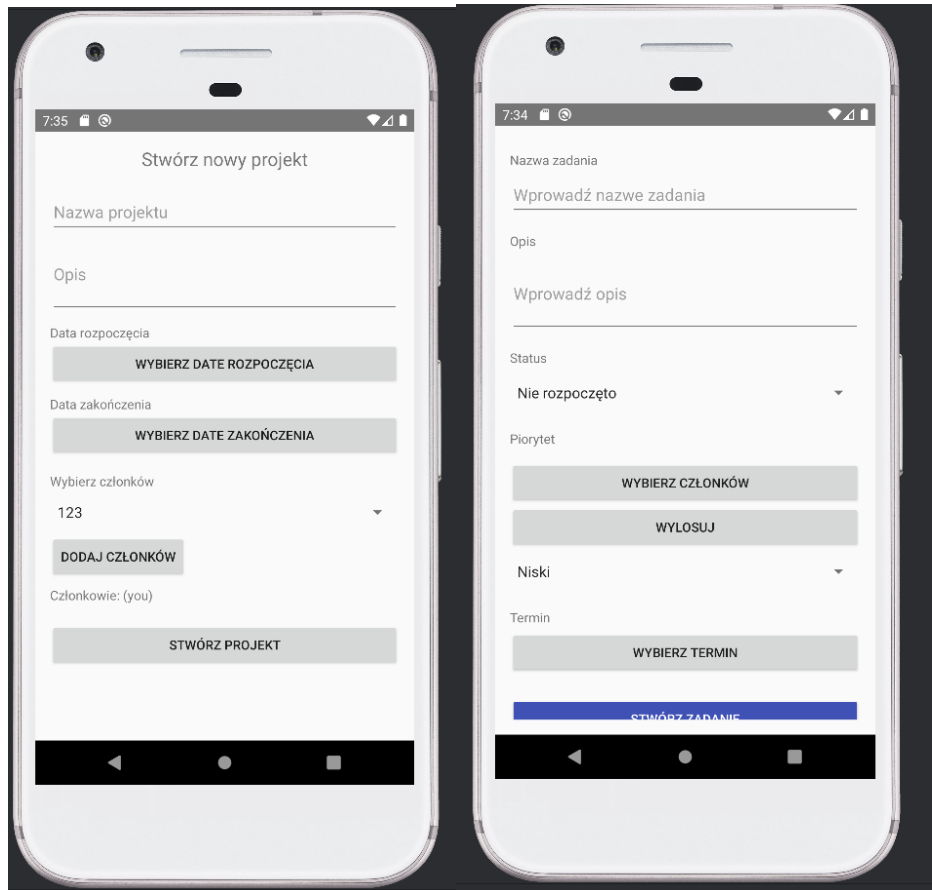 7:35
Stwórz nowy projekt
Nazwa projektu
Opis
Data rozpoczęcia
WYBIERZ DATE ROZPOCZĘCIA
Data zakończenia
WYBIERZ DATE ZAKOŃCZENIA
Wybierz członków
123
DODAJ CZŁONKÓW
Członkowie: (you)
STWÓRZ PROJEKT
7:34
Nazwa zadania
Wprowadź nazwe zadania
Opis
Wprowadź opis
Status
Nie rozpoczęto
Piorytet
WYBIERZ CZŁONKÓW
WYLOSUJ
Niski
Termin
WYBIERZ TERMIN
STWÓRZ ZADANIE